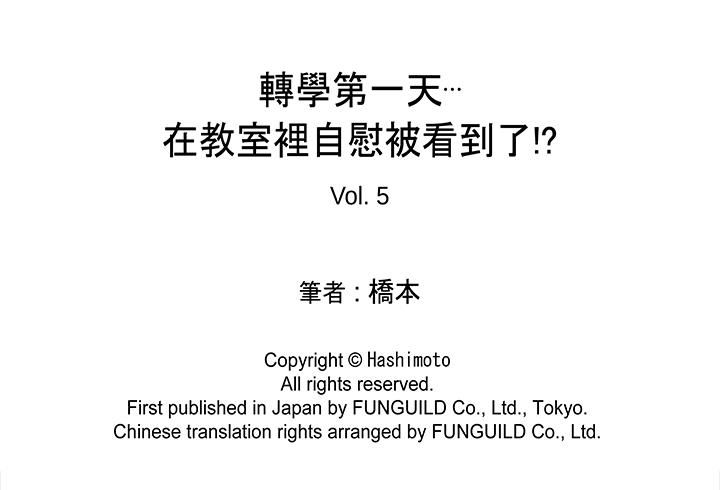 轉學第一天…
在教室裡自慰被看到了!?
Vol. 5
筆者：橋本
Copyright © Hashimoto
All rights reserved.
First published in Japan by FUNGUILD Co., Ltd., Tokyo.
Chinese translation rights arranged by FUNGUILD Co., Ltd.